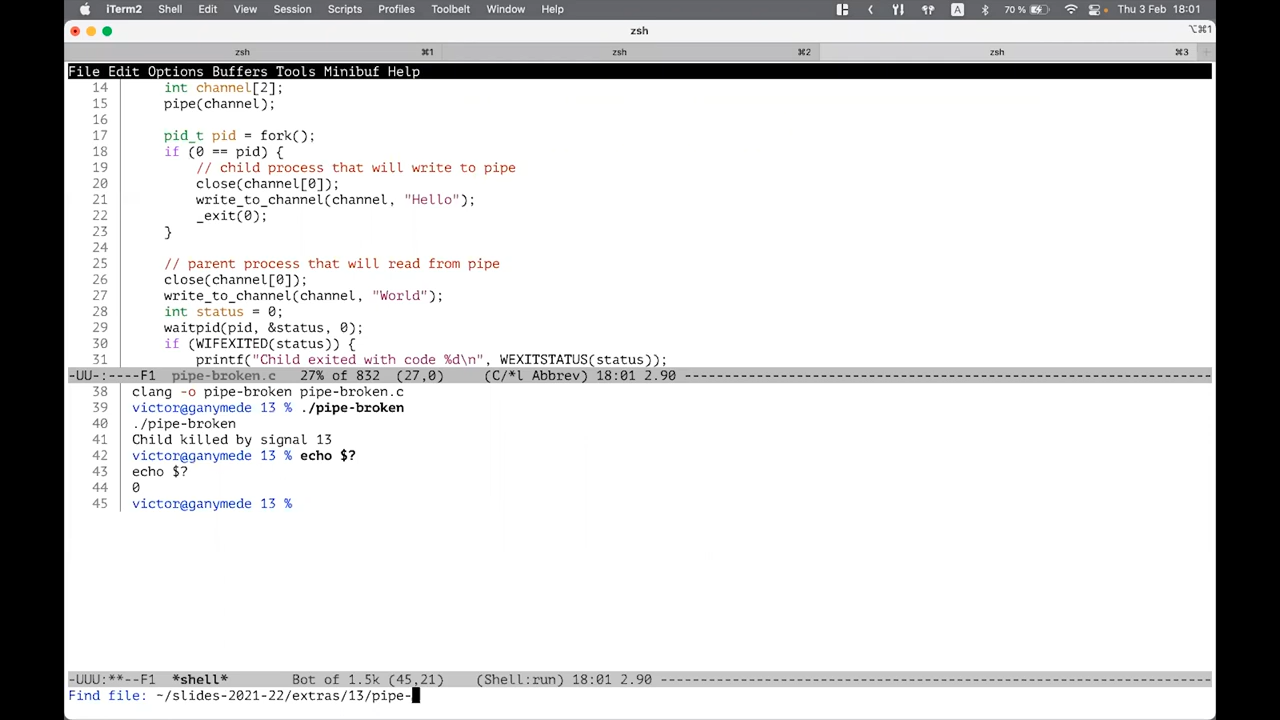 iTerm2 Shell Edit View Session Scripts Profiles Toolbelt Window Help A 70 % Thu 3 Feb 18:01
zsh ⌥⌘1
zsh ⌘1 zsh ⌘2 zsh ⌘3
File Edit Options Buffers Tools Minibuf Help
14 int channel[2];
15 pipe(channel);
16
17 pid_t pid = fork();
18 if (0 == pid) {
19 // child process that will write to pipe
20 close(channel[0]);
21 write_to_channel(channel, "Hello");
22 _exit(0);
23 }
24
25 // parent process that will read from pipe
26 close(channel[0]);
27 write_to_channel(channel, "World");
28 int status = 0;
29 waitpid(pid, &status, 0);
30 if (WIFEXITED(status)) {
31 printf("Child exited with code %d\n", WEXITSTATUS(status));
-UU-:----F1 pipe-broken.c 27% of 832 (27,0) (C/*l Abbrev) 18:01 2.90 ------------------------------------------------------------------
38 clang -o pipe-broken pipe-broken.c
39 victor@ganymede 13 % ./pipe-broken
40 ./pipe-broken
41 Child killed by signal 13
42 victor@ganymede 13 % echo $?
43 echo $?
44 0
45 victor@ganymede 13 %
-UUU:**--F1 *shell* Bot of 1.5k (45,21) (Shell:run) 18:01 2.90 ---------------------------------------------------------------------
Find file: ~/slides-2021-22/extras/13/pipe-